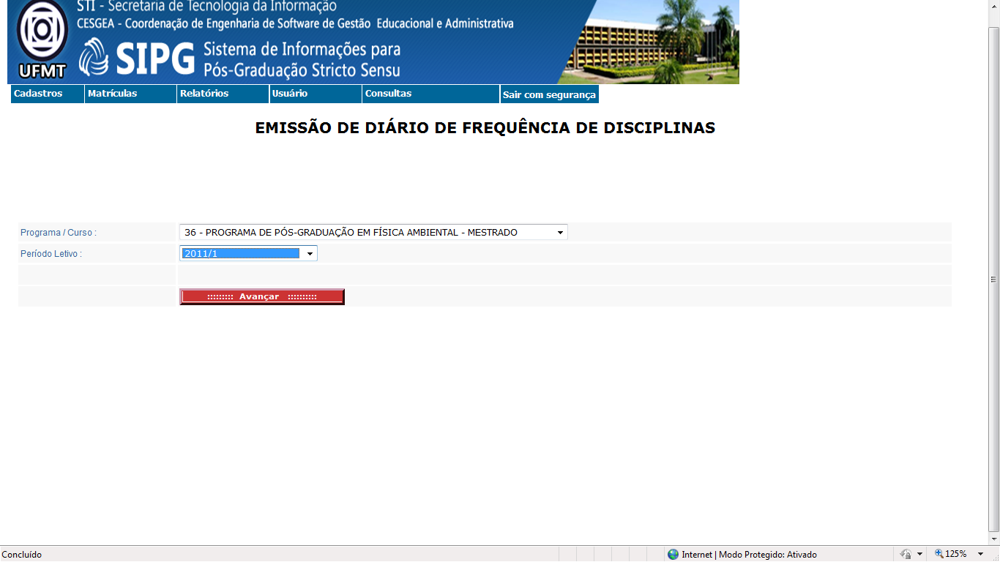 STI - Secretaria de Tecnologia da Informação
CESGEA - Coordenação de Engenharia de Software de Gestão Educacional e Administrativa
UFMT
SIPG Sistema de Informações para
Pós-Graduação Stricto Sensu
Cadastros Matrículas Relatórios Usuário Consultas Sair com segurança
EMISSÃO DE DIÁRIO DE FREQUÊNCIA DE DISCIPLINAS
Programa / Curso : 36 - PROGRAMA DE PÓS-GRADUAÇÃO EM FÍSICA AMBIENTAL - MESTRADO
Período Letivo : 2011/1
::::::::: Avançar ::::::::::
Concluído Internet | Modo Protegido: Ativado 125%